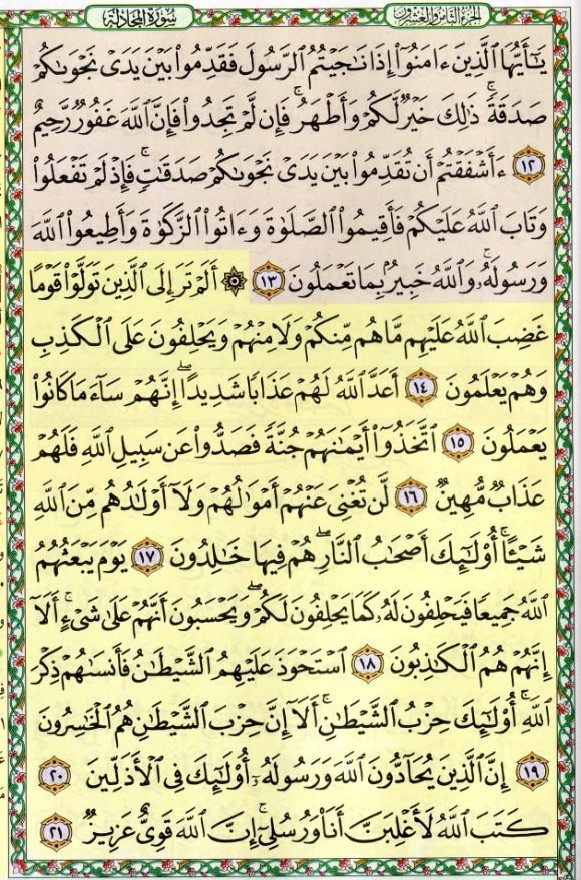 سورة المجادلة
الجزء الثامن والعشرون
يَٰٓأَيُّهَا ٱلَّذِينَ ءَامَنُوٓا۟ إِذَا نَٰجَيْتُمُ ٱلرَّسُولَ فَقَدِّمُوا۟ بَيْنَ يَدَىْ نَجْوَىٰكُمْ
صَدَقَةً ۚ ذَٰلِكَ خَيْرٌ لَّكُمْ وَأَطْهَرُ ۚ فَإِن لَّمْ تَجِدُوا۟ فَإِنَّ ٱللَّهَ غَفُورٌ رَّحِيمٌ
١٢ ءَأَشْفَقْتُمْ أَن تُقَدِّمُوا۟ بَيْنَ يَدَىْ نَجْوَىٰكُمْ صَدَقَٰتٍ ۚ فَإِذْ لَمْ تَفْعَلُوا۟
وَتَابَ ٱللَّهُ عَلَيْكُمْ فَأَقِيمُوا۟ ٱلصَّلَوٰةَ وَءَاتُوا۟ ٱلزَّكَوٰةَ وَأَطِيعُوا۟ ٱللَّهَ
وَرَسُولَهُۥ ۚ وَٱللَّهُ خَبِيرٌۢ بِمَا تَعْمَلُونَ ١٣ ۞ أَلَمْ تَرَ إِلَى ٱلَّذِينَ تَوَلَّوْا۟ قَوْمًا
غَضِبَ ٱللَّهُ عَلَيْهِم مَّا هُم مِّنكُمْ وَلَا مِنْهُمْ وَيَحْلِفُونَ عَلَى ٱلْكَذِبِ
وَهُمْ يَعْلَمُونَ ١٤ أَعَدَّ ٱللَّهُ لَهُمْ عَذَابًا شَدِيدًا ۖ إِنَّهُمْ سَآءَ مَا كَانُوا۟
يَعْمَلُونَ ١٥ ٱتَّخَذُوٓا۟ أَيْمَٰنَهُمْ جُنَّةً فَصَدُّوا۟ عَن سَبِيلِ ٱللَّهِ فَلَهُمْ
عَذَابٌ مُّهِينٌ ١٦ لَّن تُغْنِىَ عَنْهُمْ أَمْوَٰلُهُمْ وَلَآ أَوْلَٰدُهُم مِّنَ ٱللَّهِ
شَيْـًٔا ۚ أُو۟لَٰٓئِكَ أَصْحَٰبُ ٱلنَّارِ ۖ هُمْ فِيهَا خَٰلِدُونَ ١٧ يَوْمَ يَبْعَثُهُمُ
ٱللَّهُ جَمِيعًا فَيَحْلِفُونَ لَهُۥ كَمَا يَحْلِفُونَ لَكُمْ ۖ وَيَحْسَبُونَ أَنَّهُمْ عَلَىٰ شَىْءٍ ۚ أَلَآ
إِنَّهُمْ هُمُ ٱلْكَٰذِبُونَ ١٨ ٱسْتَحْوَذَ عَلَيْهِمُ ٱلشَّيْطَٰنُ فَأَنسَىٰهُمْ ذِكْرَ
ٱللَّهِ ۚ أُو۟لَٰٓئِكَ حِزْبُ ٱلشَّيْطَٰنِ ۚ أَلَآ إِنَّ حِزْبَ ٱلشَّيْطَٰنِ هُمُ ٱلْخَٰسِرُونَ
١٩ إِنَّ ٱلَّذِينَ يُحَآدُّونَ ٱللَّهَ وَرَسُولَهُۥٓ أُو۟لَٰٓئِكَ فِى ٱلْأَذَلِّينَ ٢٠
كَتَبَ ٱللَّهُ لَأَغْلِبَنَّ أَنَا۠ وَرُسُلِىٓ ۚ إِنَّ ٱللَّهَ قَوِىٌّ عَزِيزٌ ٢١